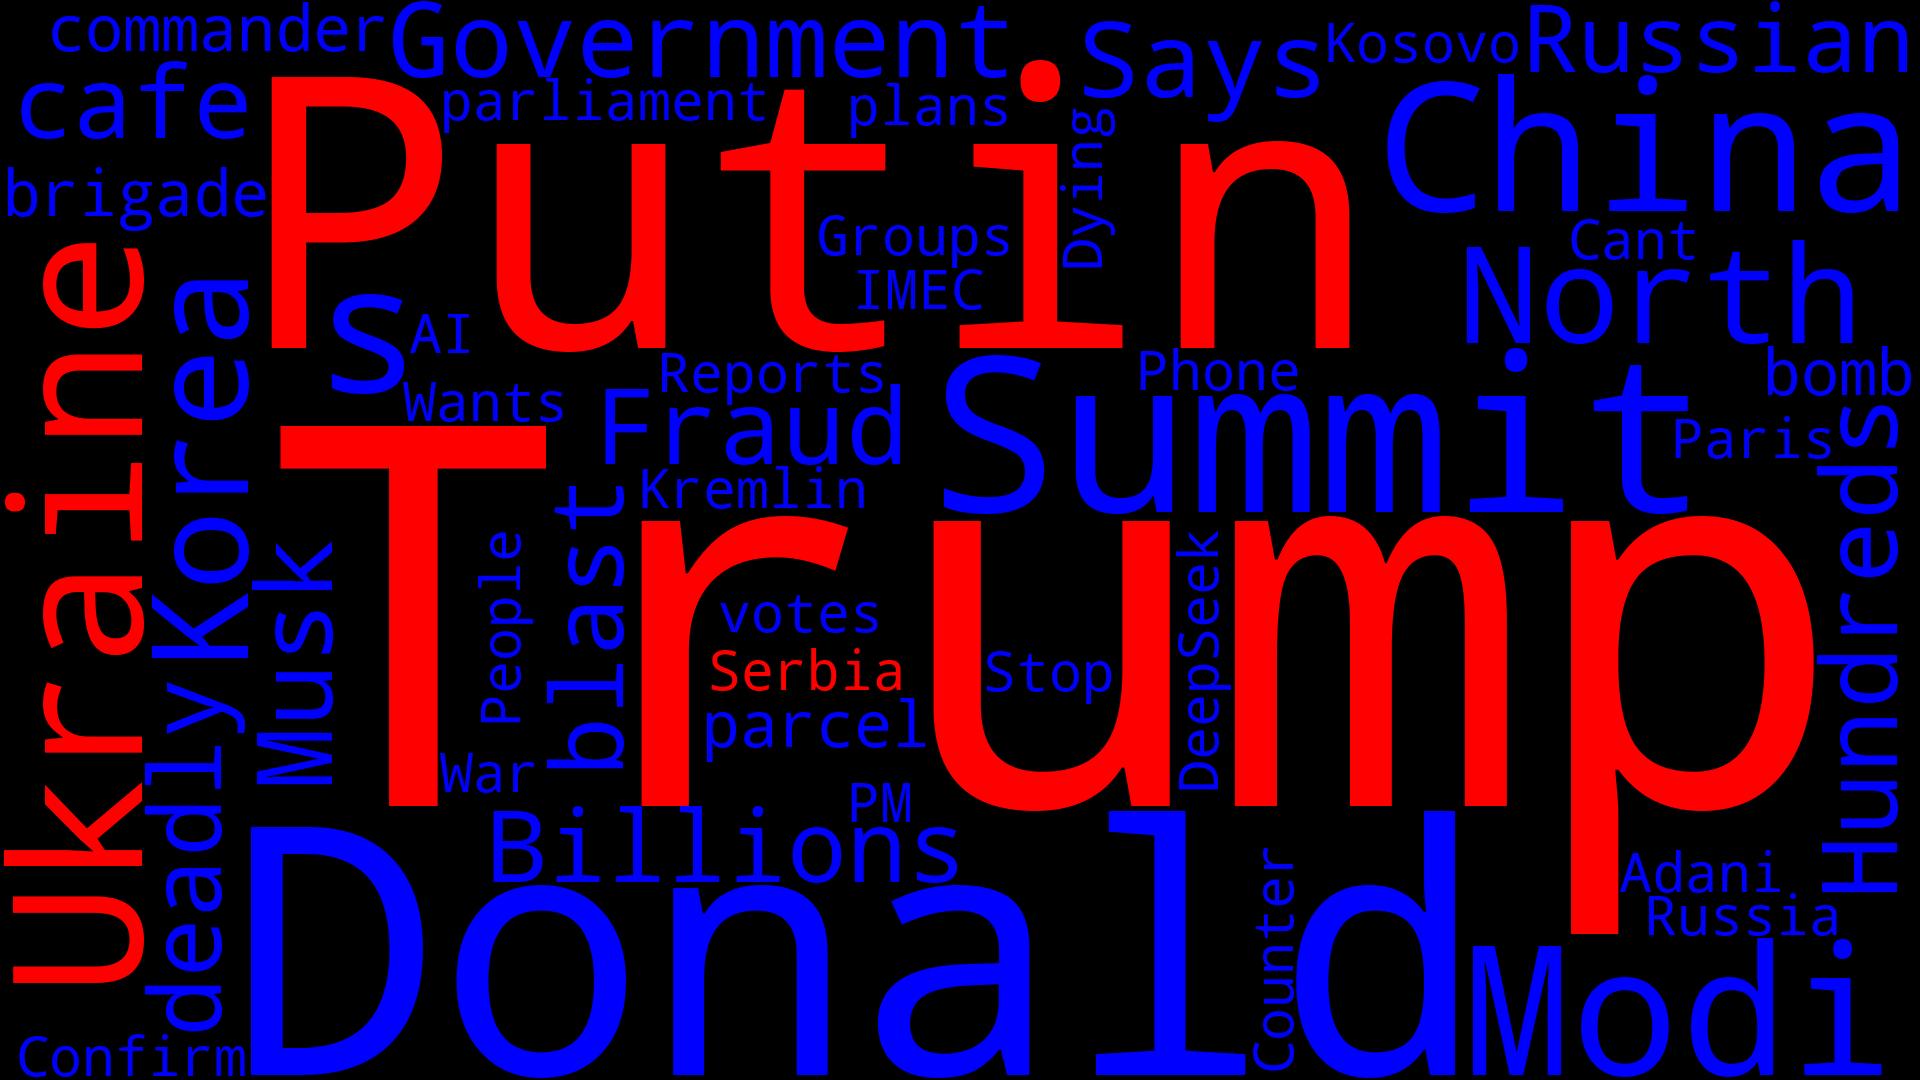 commander
Government
Says
Kosovo
Russian
cafe
Putin
parliament
plans
Dying
China
brigade
Groups
Cant
IMEC
North
Ukraine
Korea
s
AI
Wants
Reports
Fraud
Summit
Phone
bomb
Paris
Kremlin
Hundreds
Trump
Musk
People
blast
votes
Serbia
Stop
DeepSeek
parcel
War
deadly
PM
Billions
Donald
Counter
Adani
Russia
Modi
Confirm